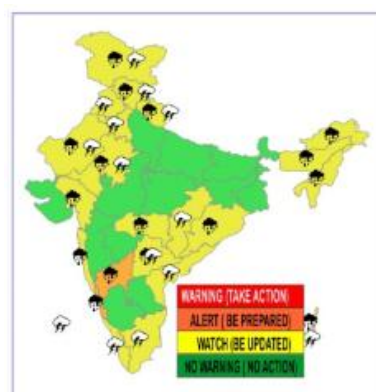 WARNING (TAKE ACTION)
ALERT ( BE PREPARED)
WATCH (BE UPDATED)
NO WARNING ( NO ACTION)